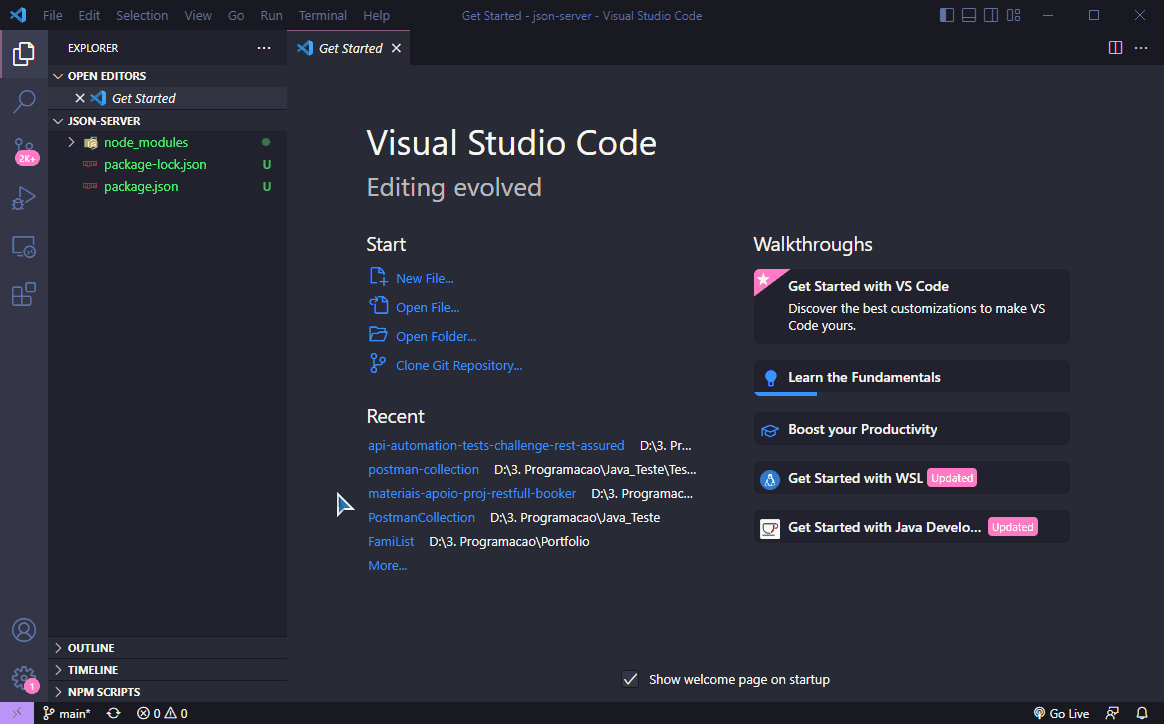 File Edit Selection View Go Run Terminal Help Get Started - json-server - Visual Studio Code
EXPLORER
Get Started
OPEN EDITORS
Get Started
JSON-SERVER
node_modules
package-lock.json U
package.json U
2K+
OUTLINE
TIMELINE
NPM SCRIPTS
1
Visual Studio Code
Editing evolved
Start
New File...
Open File...
Open Folder...
Clone Git Repository...
Recent
api-automation-tests-challenge-rest-assured D:\3. Pr...
postman-collection D:\3. Programacao\Java_Teste\Tes...
materiais-apoio-proj-restfull-booker D:\3. Programac...
PostmanCollection D:\3. Programacao\Java_Teste
FamiList D:\3. Programacao\Portfolio
More...
Walkthroughs
Get Started with VS Code
Discover the best customizations to make VS
Code yours.
Learn the Fundamentals
Boost your Productivity
Get Started with WSL Updated
Get Started with Java Develo... Updated
Show welcome page on startup
main* 0 0 Go Live